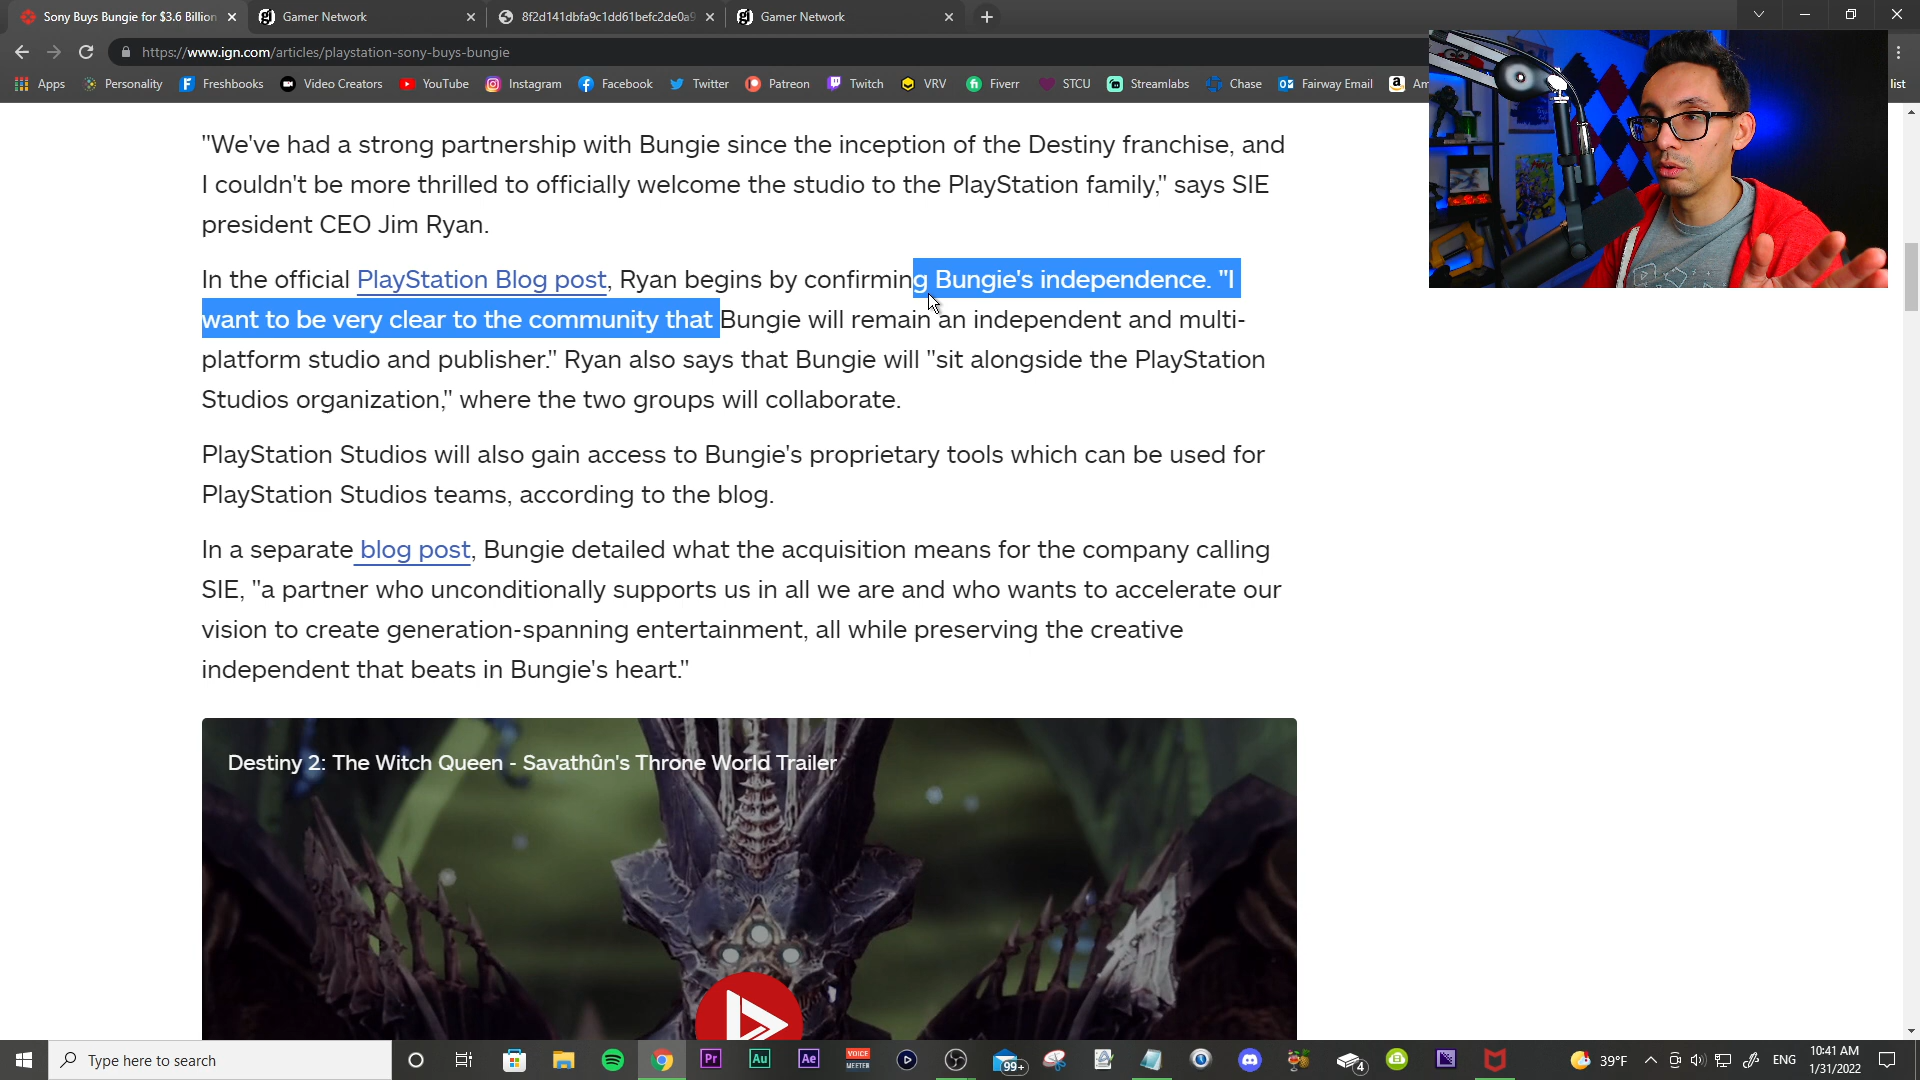 Sony Buys Bungie for $3.6 Billion
Gamer Network
8f2d141dbfa9c1dd61befc2de0a9
Gamer Network
https://www.ign.com/articles/playstation-sony-buys-bungie
Apps Personality Freshbooks Video Creators YouTube Instagram Facebook Twitter Patreon Twitch VRV Fiverr STCU Streamlabs Chase Fairway Email Am list
"We've had a strong partnership with Bungie since the inception of the Destiny franchise, and
I couldn't be more thrilled to officially welcome the studio to the PlayStation family," says SIE
president CEO Jim Ryan.
In the official PlayStation Blog post, Ryan begins by confirming Bungie's independence. "I
want to be very clear to the community that Bungie will remain an independent and multi-
platform studio and publisher." Ryan also says that Bungie will "sit alongside the PlayStation
Studios organization," where the two groups will collaborate.
PlayStation Studios will also gain access to Bungie's proprietary tools which can be used for
PlayStation Studios teams, according to the blog.
In a separate blog post, Bungie detailed what the acquisition means for the company calling
SIE, "a partner who unconditionally supports us in all we are and who wants to accelerate our
vision to create generation-spanning entertainment, all while preserving the creative
independent that beats in Bungie's heart."
Destiny 2: The Witch Queen - Savathûn's Throne World Trailer
Type here to search
Pr Au Ae VOICE MEETER 99+ 4
39°F ENG
10:41 AM
1/31/2022